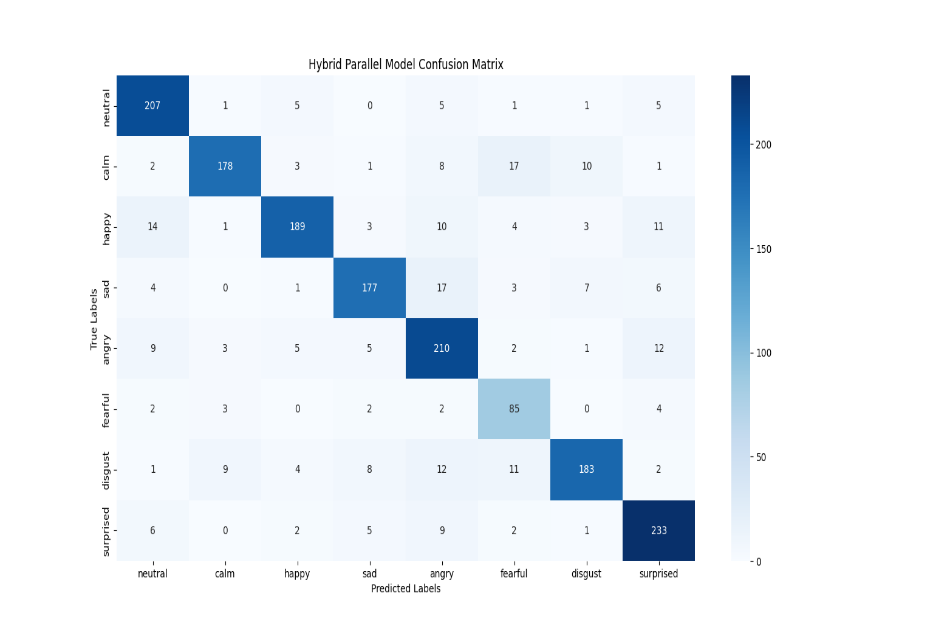 Hybrid Parallel Model Confusion Matrix
neutral 207 1 5 0 5 1 1 5
calm 2 178 3 1 8 17 10 1
happy 14 1 189 3 10 4 3 11
sad 4 0 1 177 17 3 7 6
angry 9 3 5 5 210 2 1 12
fearful 2 3 0 2 2 85 0 4
disgust 1 9 4 8 12 11 183 2
surprised 6 0 2 5 9 2 1 233
True Labels
neutral calm happy sad angry fearful disgust surprised
Predicted Labels
200
150
100
50
0